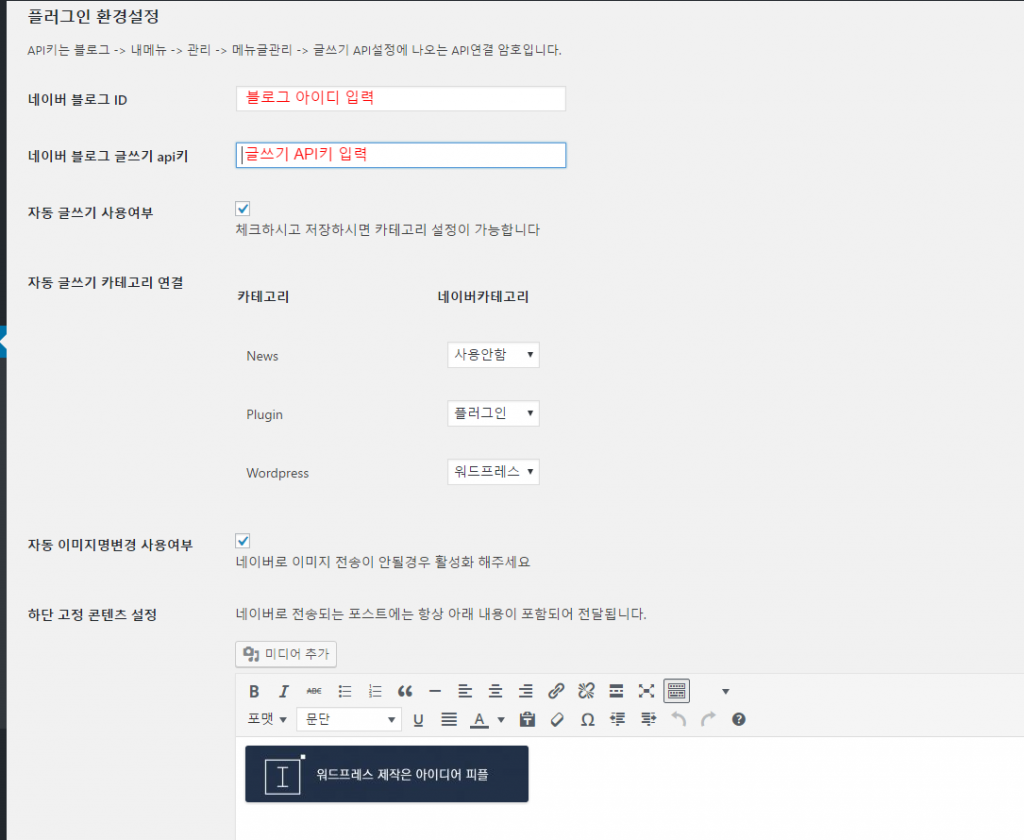 플러그인 환경설정
API키는 블로그 -> 내메뉴 -> 관리 -> 메뉴글관리 -> 글쓰기 API설정에 나오는 API연결 암호입니다.
네이버 블로그 ID
블로그 아이디 입력
네이버 블로그 글쓰기 api키
글쓰기 API키 입력
자동 글쓰기 사용여부
체크하시고 저장하시면 카테고리 설정이 가능합니다
자동 글쓰기 카테고리 연결
카테고리 네이버카테고리
News 사용안함
Plugin 플러그인
Wordpress 워드프레스
자동 이미지명변경 사용여부
네이버로 이미지 전송이 안될경우 활성화 해주세요
하단 고정 콘텐츠 설정
네이버로 전송되는 포스트에는 항상 아래 내용이 포함되어 전달됩니다.
미디어 추가
B I ABC
포맷 문단 U A Ω
워드프레스 제작은 아이디어 피플